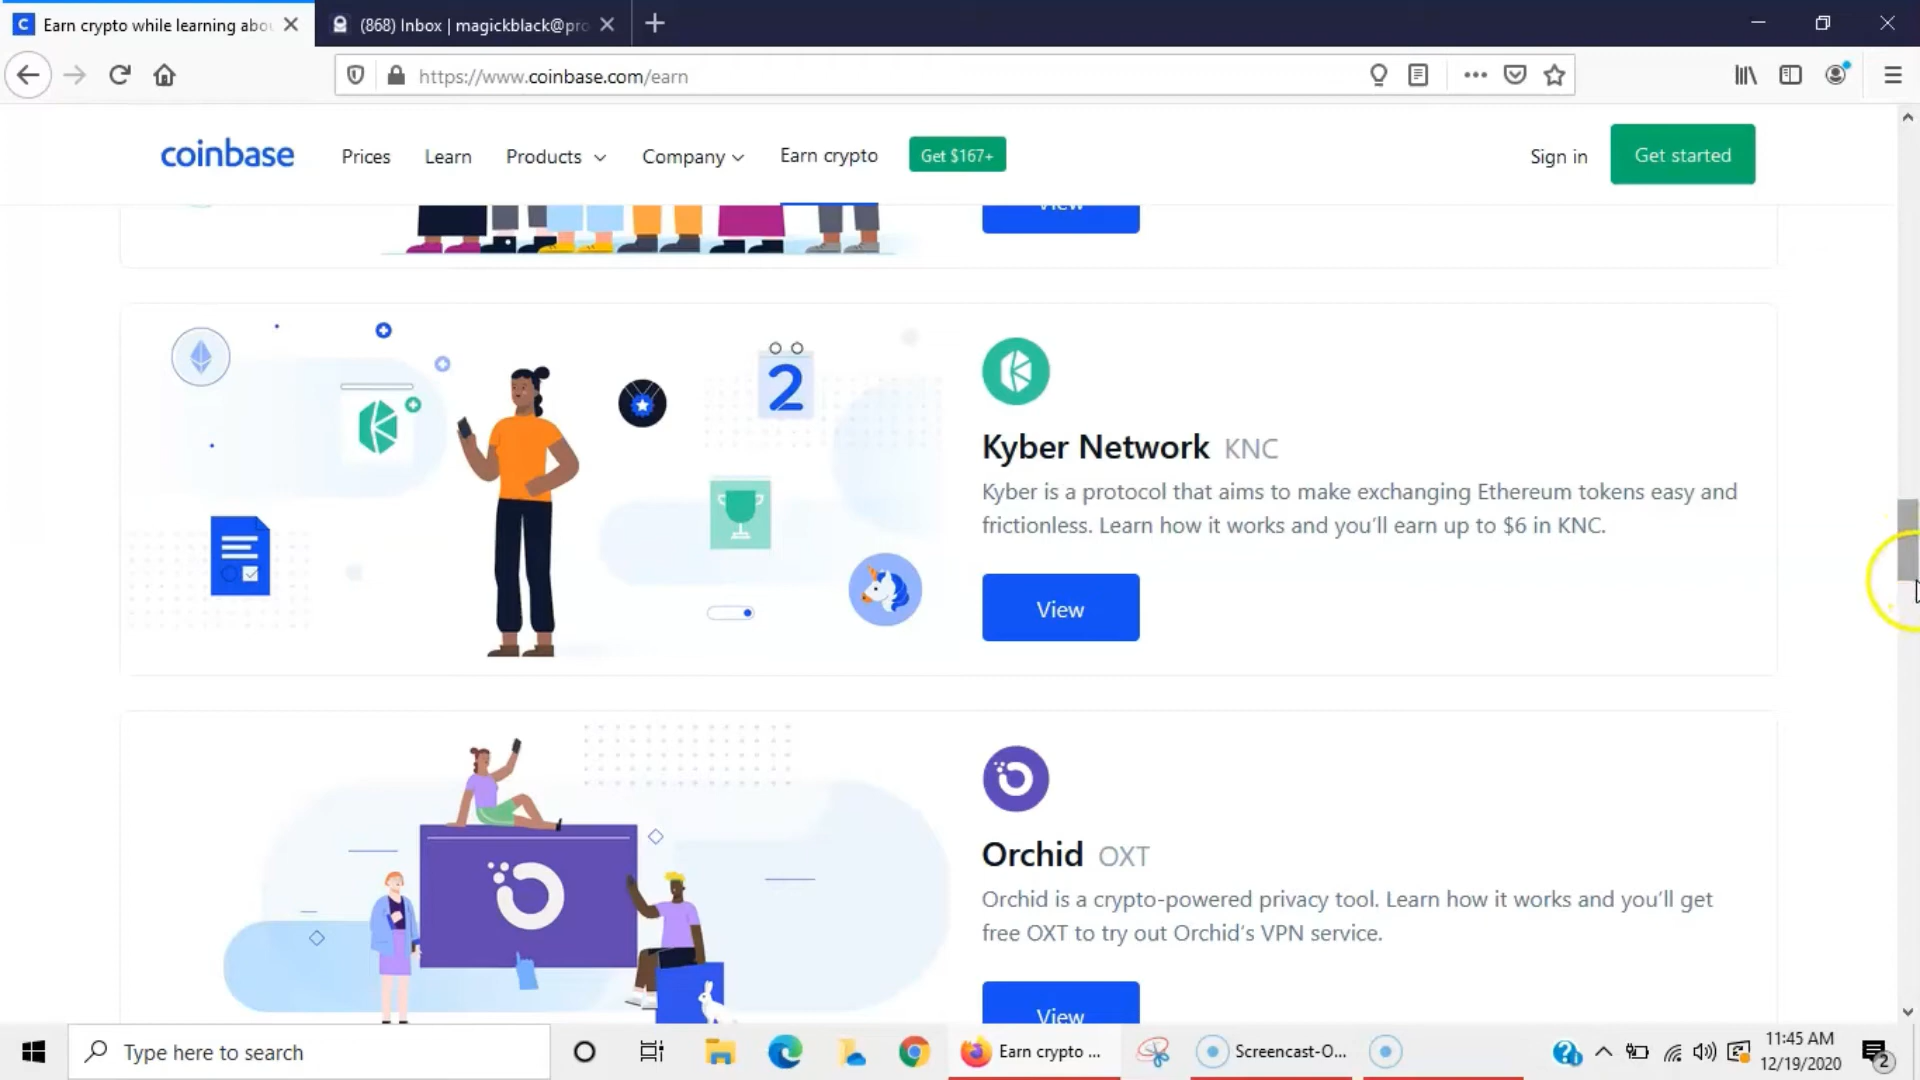 Earn crypto while learning abou
(868) Inbox | magickblack@pro
https://www.coinbase.com/earn
coinbase
Prices
Learn
Products
Company
Earn crypto
Get $167+
Sign in
Get started
View
2
Kyber Network KNC
Kyber is a protocol that aims to make exchanging Ethereum tokens easy and
frictionless. Learn how it works and you'll earn up to $6 in KNC.
View
Orchid OXT
Orchid is a crypto-powered privacy tool. Learn how it works and you'll get
free OXT to try out Orchid's VPN service.
View
Type here to search
Earn crypto ...
Screencast-O...
11:45 AM
12/19/2020
2